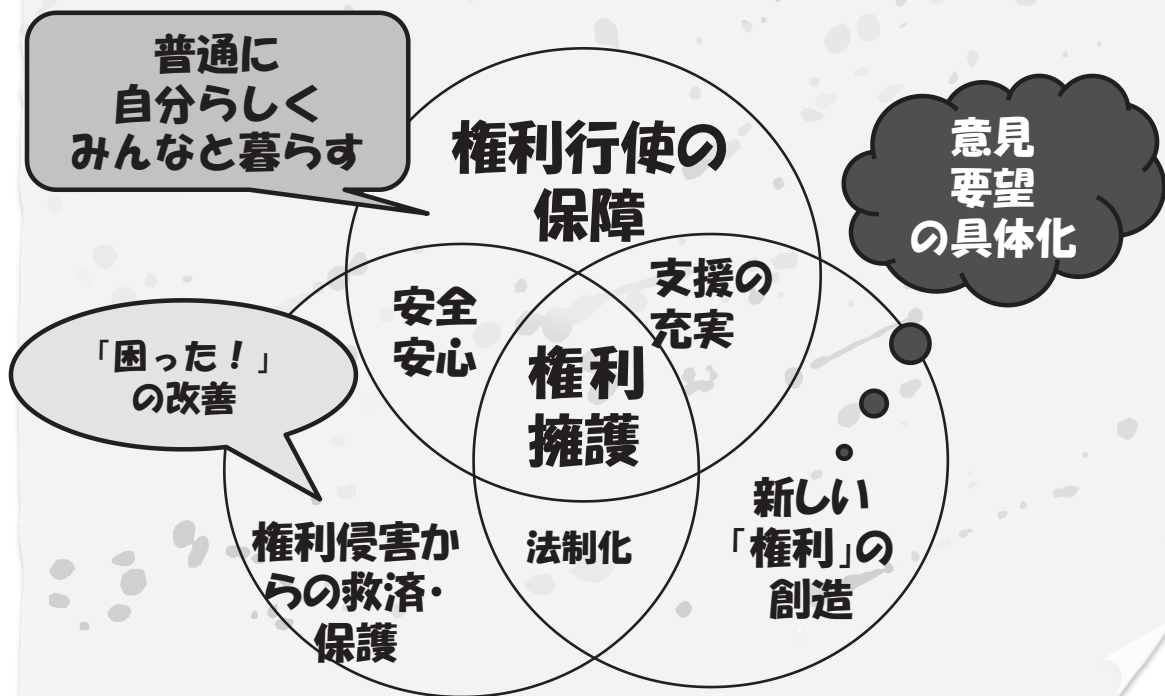 普通に
自分らしく
みんなと暮らす
権利行使の
保障
意見
要望
の具体化
安全
安心
支援の
充実
「困った！」
の改善
権利
擁護
権利侵害か
らの救済・
保護
法制化
新しい
「権利」の
創造